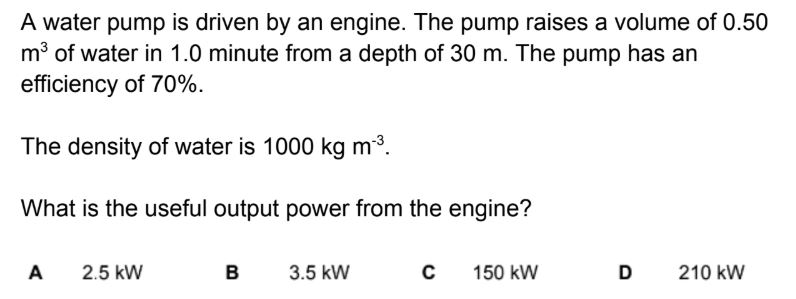 A water pump is driven by an engine. The pump raises a volume of 0.50
m³ of water in 1.0 minute from a depth of 30 m. The pump has an
efficiency of 70%.
The density of water is 1000 kg m⁻³.
What is the useful output power from the engine?
A 2.5 kW B 3.5 kW C 150 kW D 210 kW